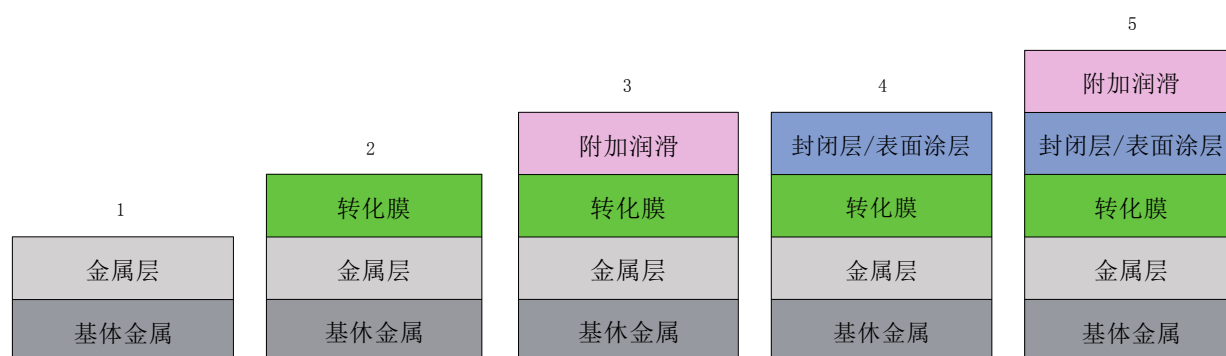 1
金属层
基体金属
2
转化膜
金属层
基休金属
3
附加润滑
转化膜
金属层
基休金属
4
封闭层/表面涂层
转化膜
金属层
基休金属
5
附加润滑
封闭层/表面涂层
转化膜
金属层
基体金属